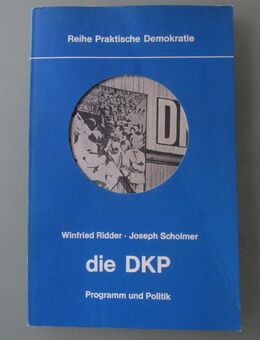 Reihe Praktische Demokratie
D
Winfried Ridder · Joseph Scholmer
die DKP
Programm und Politik